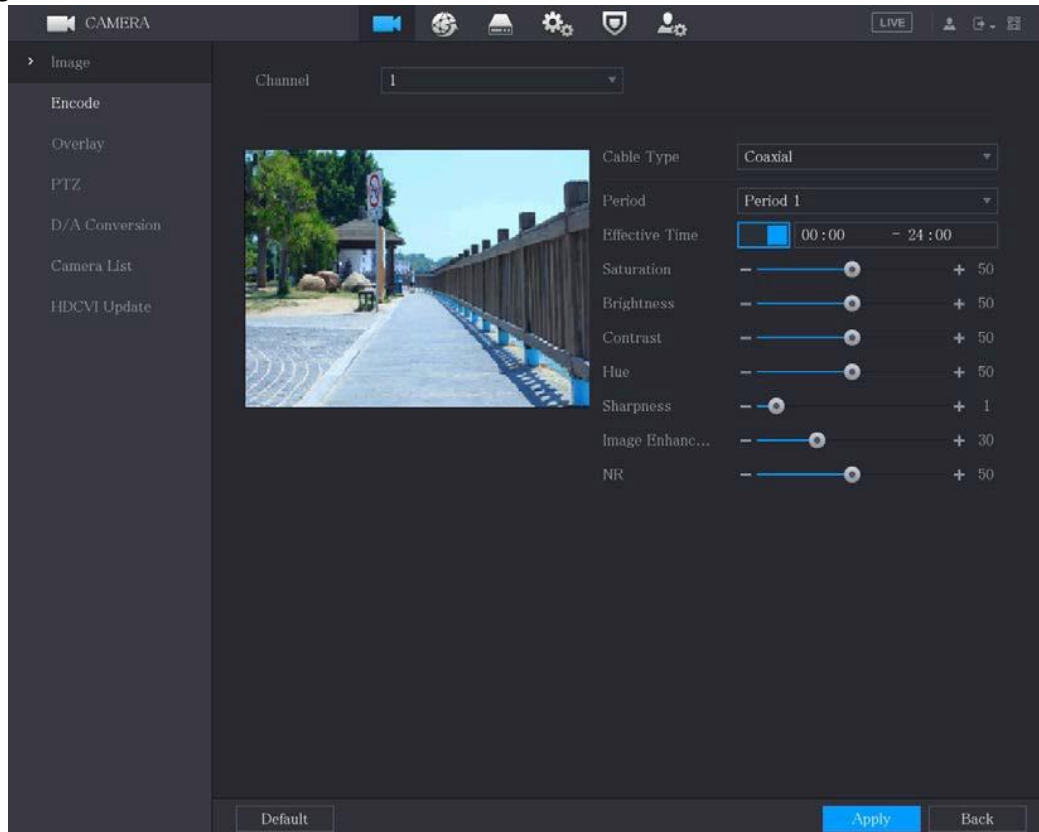 CAMERA
LIVE
Image
Encode
Overlay
PTZ
D/A Conversion
Camera List
HDCVI Update
Channel 1
Cable Type Coaxial
Period Period 1
Effective Time 00:00 - 24:00
Saturation 50
Brightness 50
Contrast 50
Hue 50
Sharpness 1
Image Enhanc... 30
NR 50
Default
Apply
Back